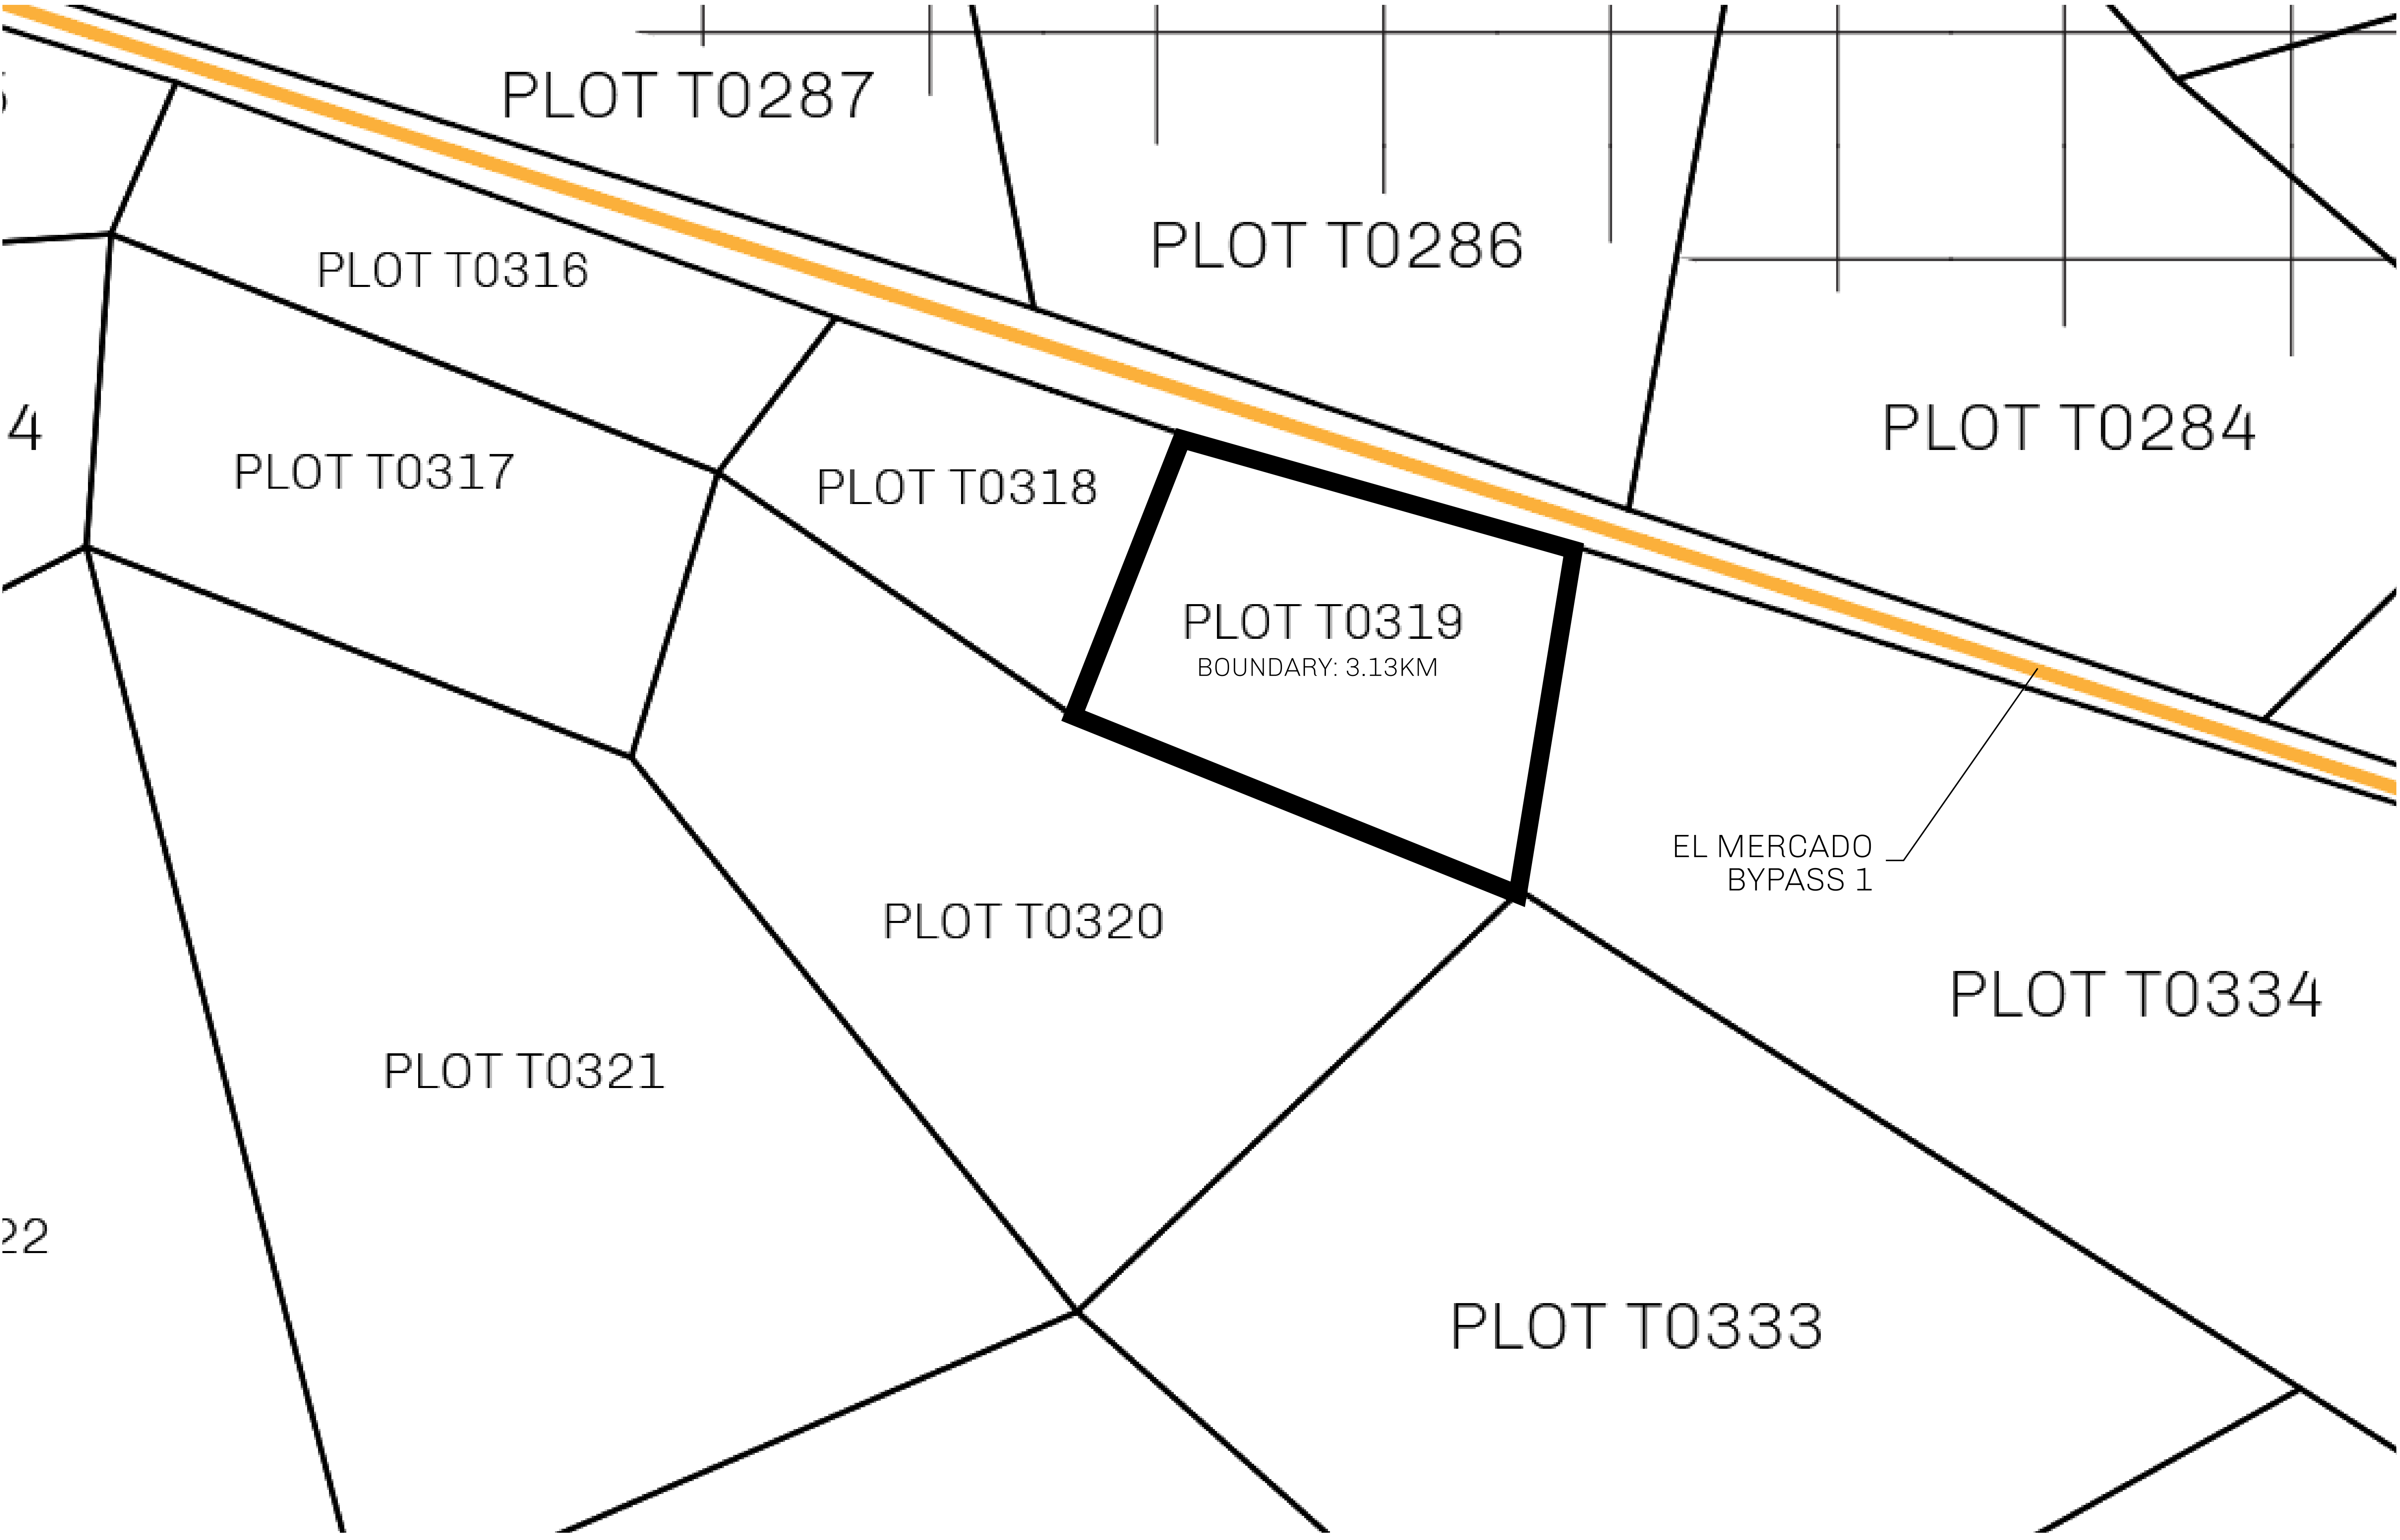 PLOT T0287
PLOT T0286
PLOT T0316
PLOT T0284
4
PLOT T0317
PLOT T0318
PLOT T0319
BOUNDARY: 3.13KM
EL MERCADO
BYPASS 1
PLOT T0320
PLOT T0334
PLOT T0321
22
PLOT T0333